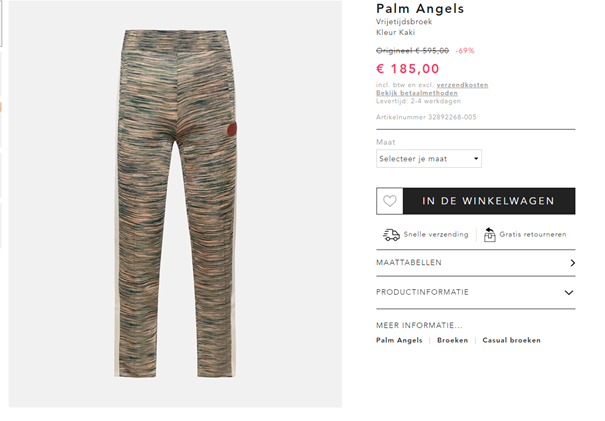 Palm Angels
Vrijetijdsbroek
Kleur Kaki
Origineel € 595,00 -69%
€ 185,00
incl. btw en excl. verzendkosten
Bekijk betaalmethoden
Levertijd: 2-4 werkdagen
Artikelnummer 32892268-005
Maat
Selecteer je maat
IN DE WINKELWAGEN
Snelle verzending
Gratis retourneren
MAATTABELLEN
PRODUCTINFORMATIE
MEER INFORMATIE...
Palm Angels | Broeken | Casual broeken